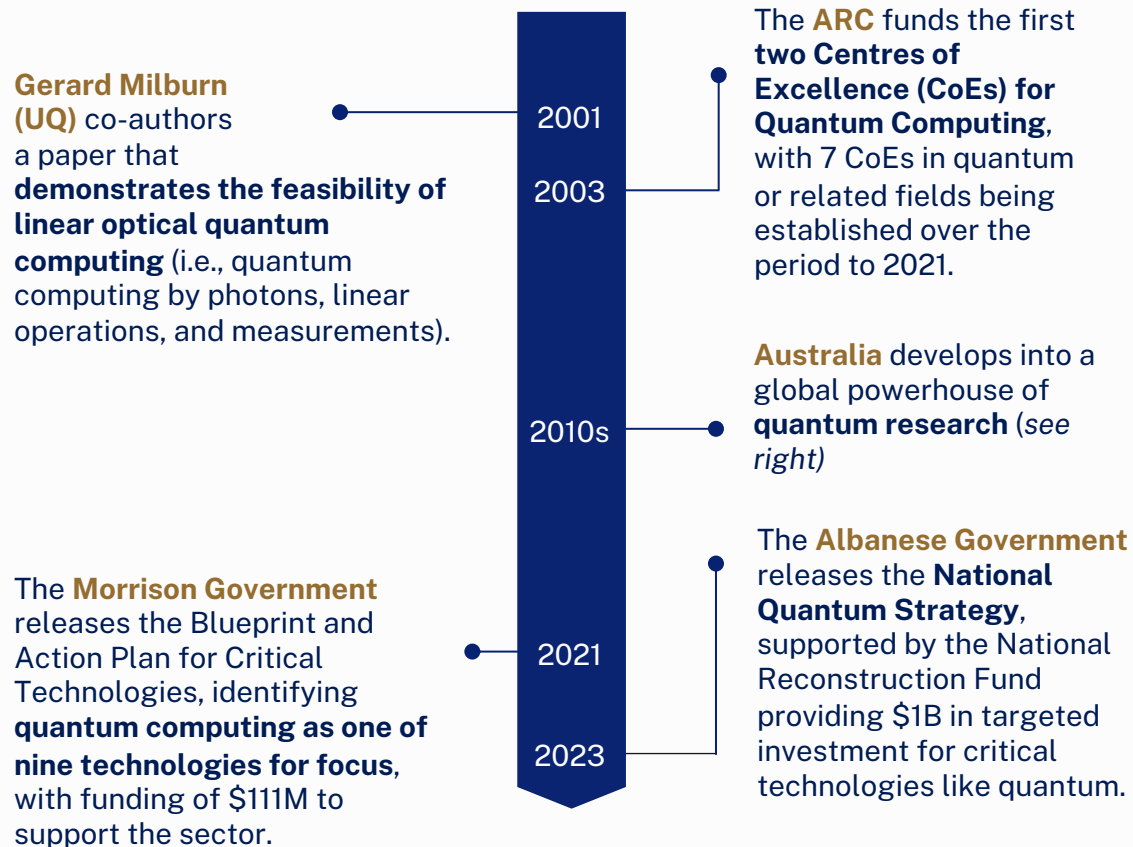 2001
Gerard Milburn
(UQ) co-authors
a paper that
demonstrates the feasibility of
linear optical quantum
computing (i.e., quantum
computing by photons, linear
operations, and measurements).
2003
The ARC funds the first
two Centres of
Excellence (CoEs) for
Quantum Computing,
with 7 CoEs in quantum
or related fields being
established over the
period to 2021.
2010s
Australia develops into a
global powerhouse of
quantum research (see
right)
2021
The Morrison Government
releases the Blueprint and
Action Plan for Critical
Technologies, identifying
quantum computing as one of
nine technologies for focus,
with funding of $111M to
support the sector.
2023
The Albanese Government
releases the National
Quantum Strategy,
supported by the National
Reconstruction Fund
providing $1B in targeted
investment for critical
technologies like quantum.